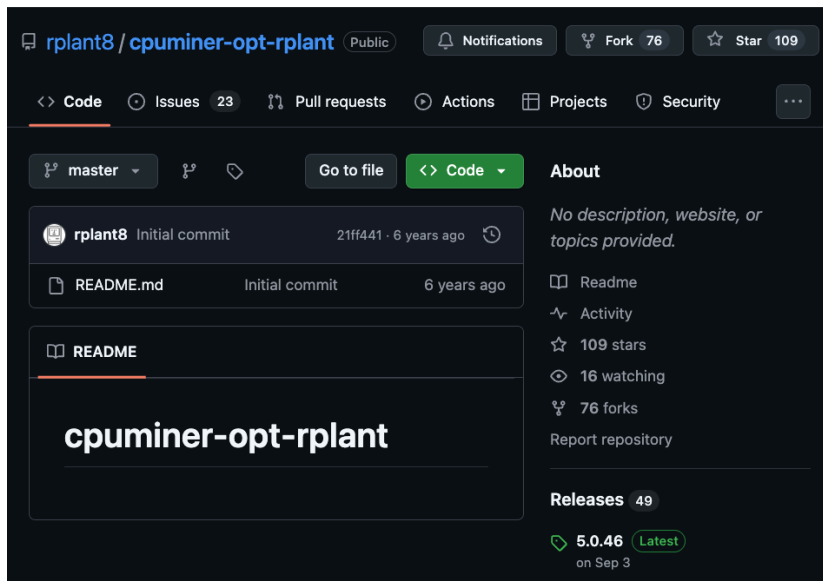 rplant8 / cpuminer-opt-rplant Public Notifications Fork 76 Star 109
Code Issues 23 Pull requests Actions Projects Security
master Go to file Code
rplant8 Initial commit 21ff441 · 6 years ago
README.md Initial commit 6 years ago
README
cpuminer-opt-rplant
About
No description, website, or
topics provided.
Readme
Activity
109 stars
16 watching
76 forks
Report repository
Releases 49
5.0.46 Latest
on Sep 3